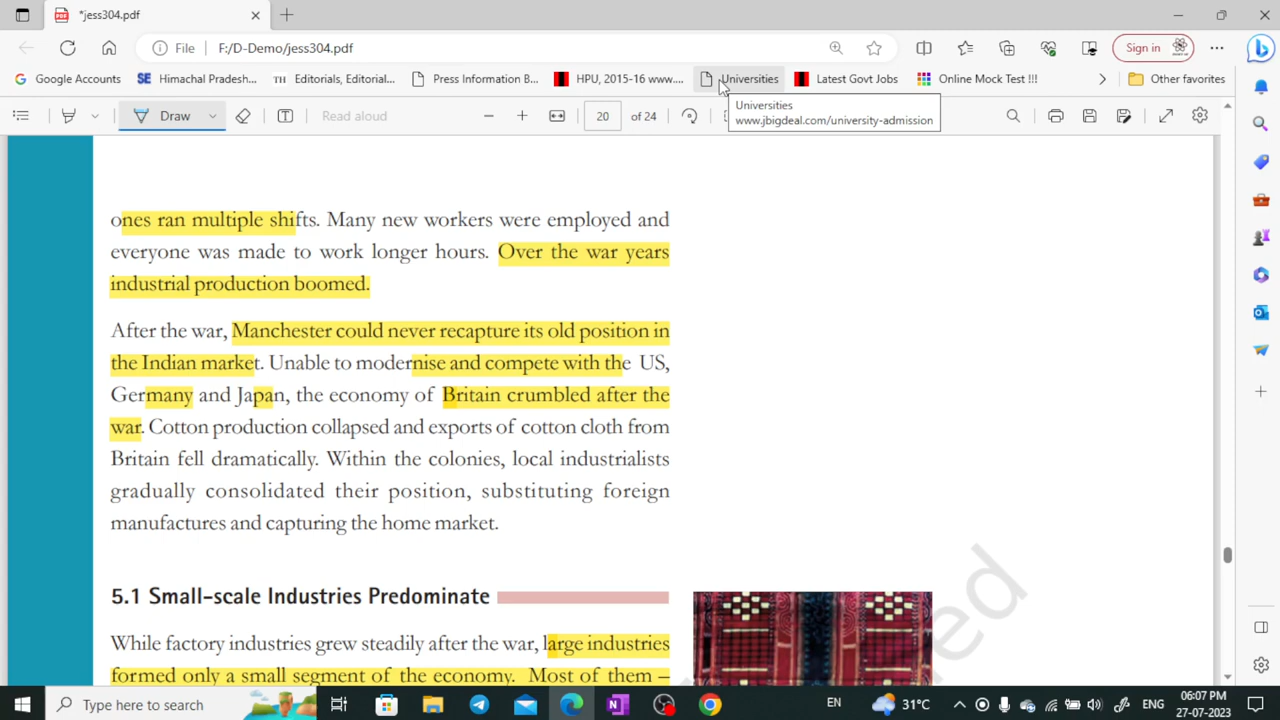 *jess304.pdf
File F:/D-Demo/jess304.pdf
Sign in
Google Accounts SE Himachal Pradesh... TH Editorials, Editorial... Press Information B... HPU, 2015-16 www.... Universities Latest Govt Jobs Online Mock Test !!! Other favorites
Draw Read aloud 20 of 24
Universities
www.jbigdeal.com/university-admission
ones ran multiple shifts. Many new workers were employed and
everyone was made to work longer hours. Over the war years
industrial production boomed.
After the war, Manchester could never recapture its old position in
the Indian market. Unable to modernise and compete with the US,
Germany and Japan, the economy of Britain crumbled after the
war. Cotton production collapsed and exports of cotton cloth from
Britain fell dramatically. Within the colonies, local industrialists
gradually consolidated their position, substituting foreign
manufactures and capturing the home market.
5.1 Small-scale Industries Predominate
While factory industries grew steadily after the war, large industries
formed only a small segment of the economy. Most of them –
Type here to search
EN 31°C ENG
06:07 PM
27-07-2023